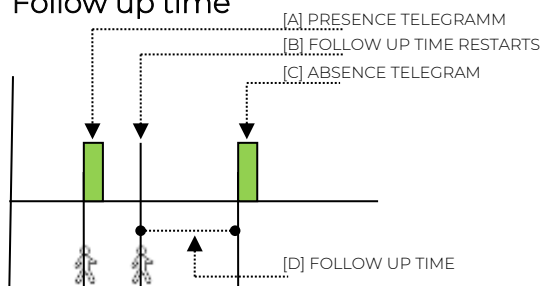 Follow up time
[A] PRESENCE TELEGRAMM
[B] FOLLOW UP TIME RESTARTS
[C] ABSENCE TELEGRAM
[D] FOLLOW UP TIME